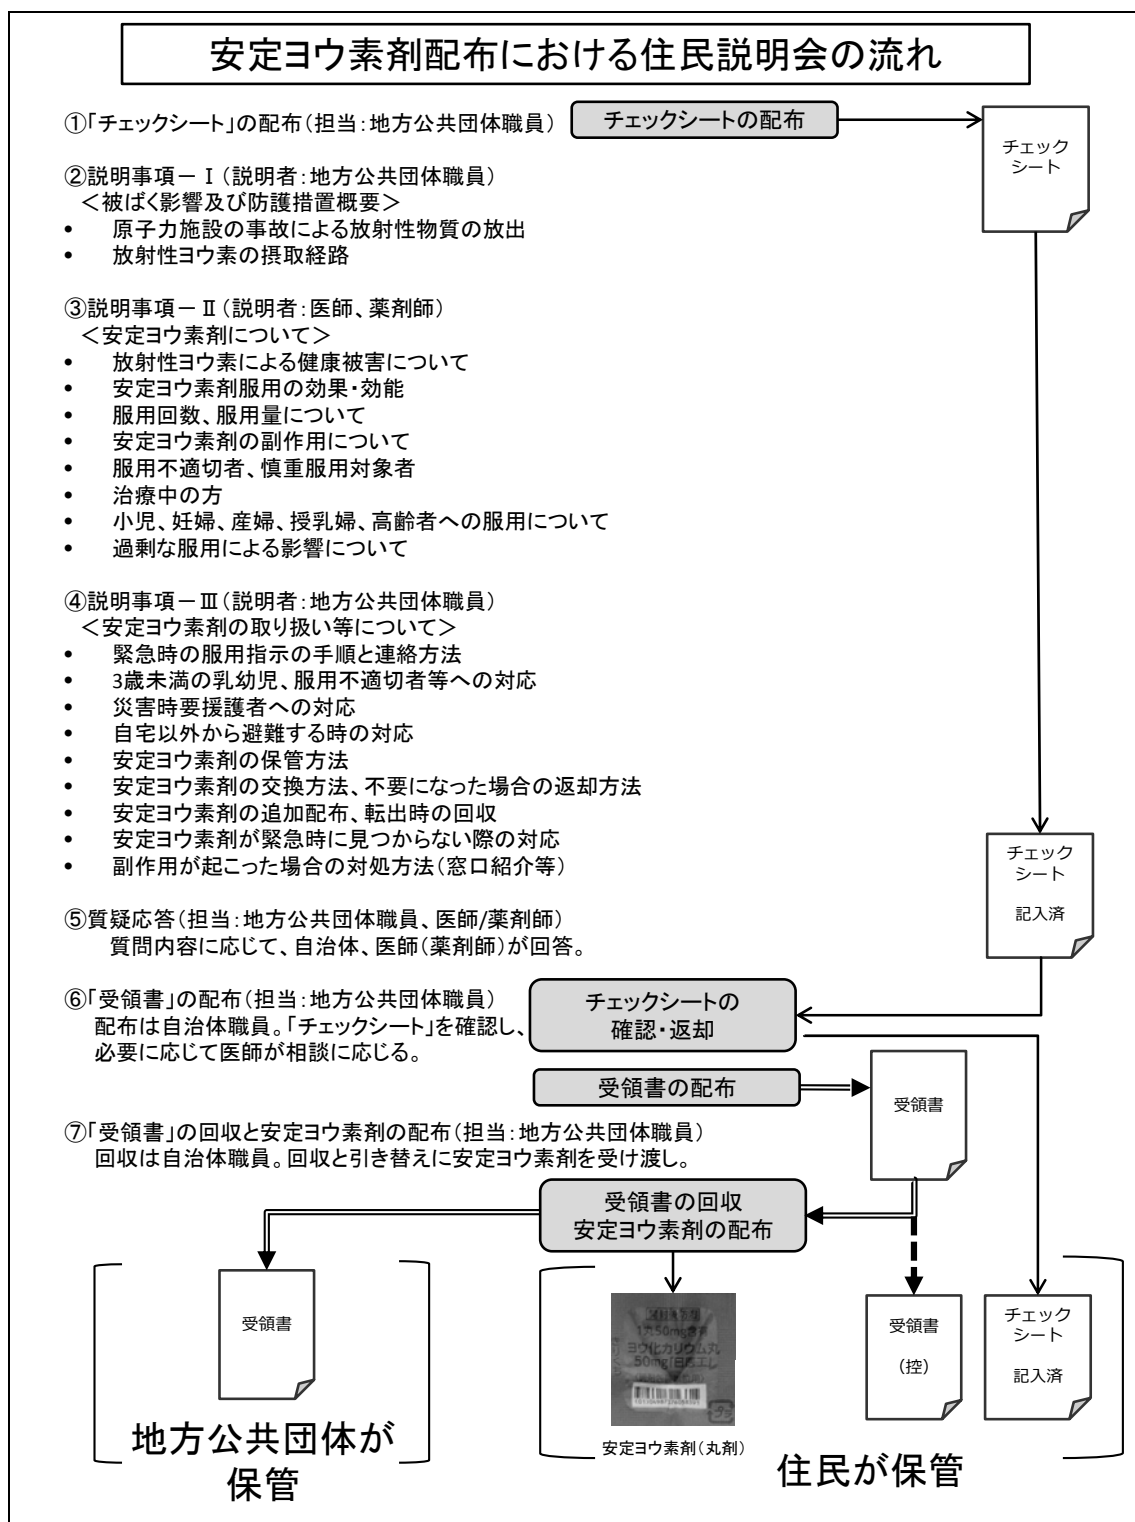 安定ヨウ素剤配布における住民説明会の流れ
①「チェックシート」の配布(担当:地方公共団体職員)
チェックシートの配布
チェック
シート
②説明事項-Ⅰ(説明者:地方公共団体職員)
<被ばく影響及び防護措置概要>
• 原子力施設の事故による放射性物質の放出
• 放射性ヨウ素の摂取経路
③説明事項-Ⅱ(説明者:医師、薬剤師)
<安定ヨウ素剤について>
• 放射性ヨウ素による健康被害について
• 安定ヨウ素剤服用の効果・効能
• 服用回数、服用量について
• 安定ヨウ素剤の副作用について
• 服用不適切者、慎重服用対象者
• 治療中の方
• 小児、妊婦、産婦、授乳婦、高齢者への服用について
• 過剰な服用による影響について
④説明事項-Ⅲ(説明者:地方公共団体職員)
<安定ヨウ素剤の取り扱い等について>
• 緊急時の服用指示の手順と連絡方法
• 3歳未満の乳幼児、服用不適切者等への対応
• 災害時要援護者への対応
• 自宅以外から避難する時の対応
• 安定ヨウ素剤の保管方法
• 安定ヨウ素剤の交換方法、不要になった場合の返却方法
• 安定ヨウ素剤の追加配布、転出時の回収
• 安定ヨウ素剤が緊急時に見つからない際の対応
• 副作用が起こった場合の対処方法(窓口紹介等)
チェック
シート
記入済
⑤質疑応答(担当:地方公共団体職員、医師/薬剤師)
質問内容に応じて、自治体、医師(薬剤師)が回答。
⑥「受領書」の配布(担当:地方公共団体職員)
配布は自治体職員。「チェックシート」を確認し、
必要に応じて医師が相談に応じる。
チェックシートの
確認・返却
受領書の配布
受領書
⑦「受領書」の回収と安定ヨウ素剤の配布(担当:地方公共団体職員)
回収は自治体職員。回収と引き替えに安定ヨウ素剤を受け渡し。
受領書の回収
安定ヨウ素剤の配布
受領書
地方公共団体が
保管
1丸50mg含有
ヨウ化カリウム丸
50mg「日医工」
安定ヨウ素剤(丸剤)
受領書
(控)
チェック
シート
記入済
住民が保管